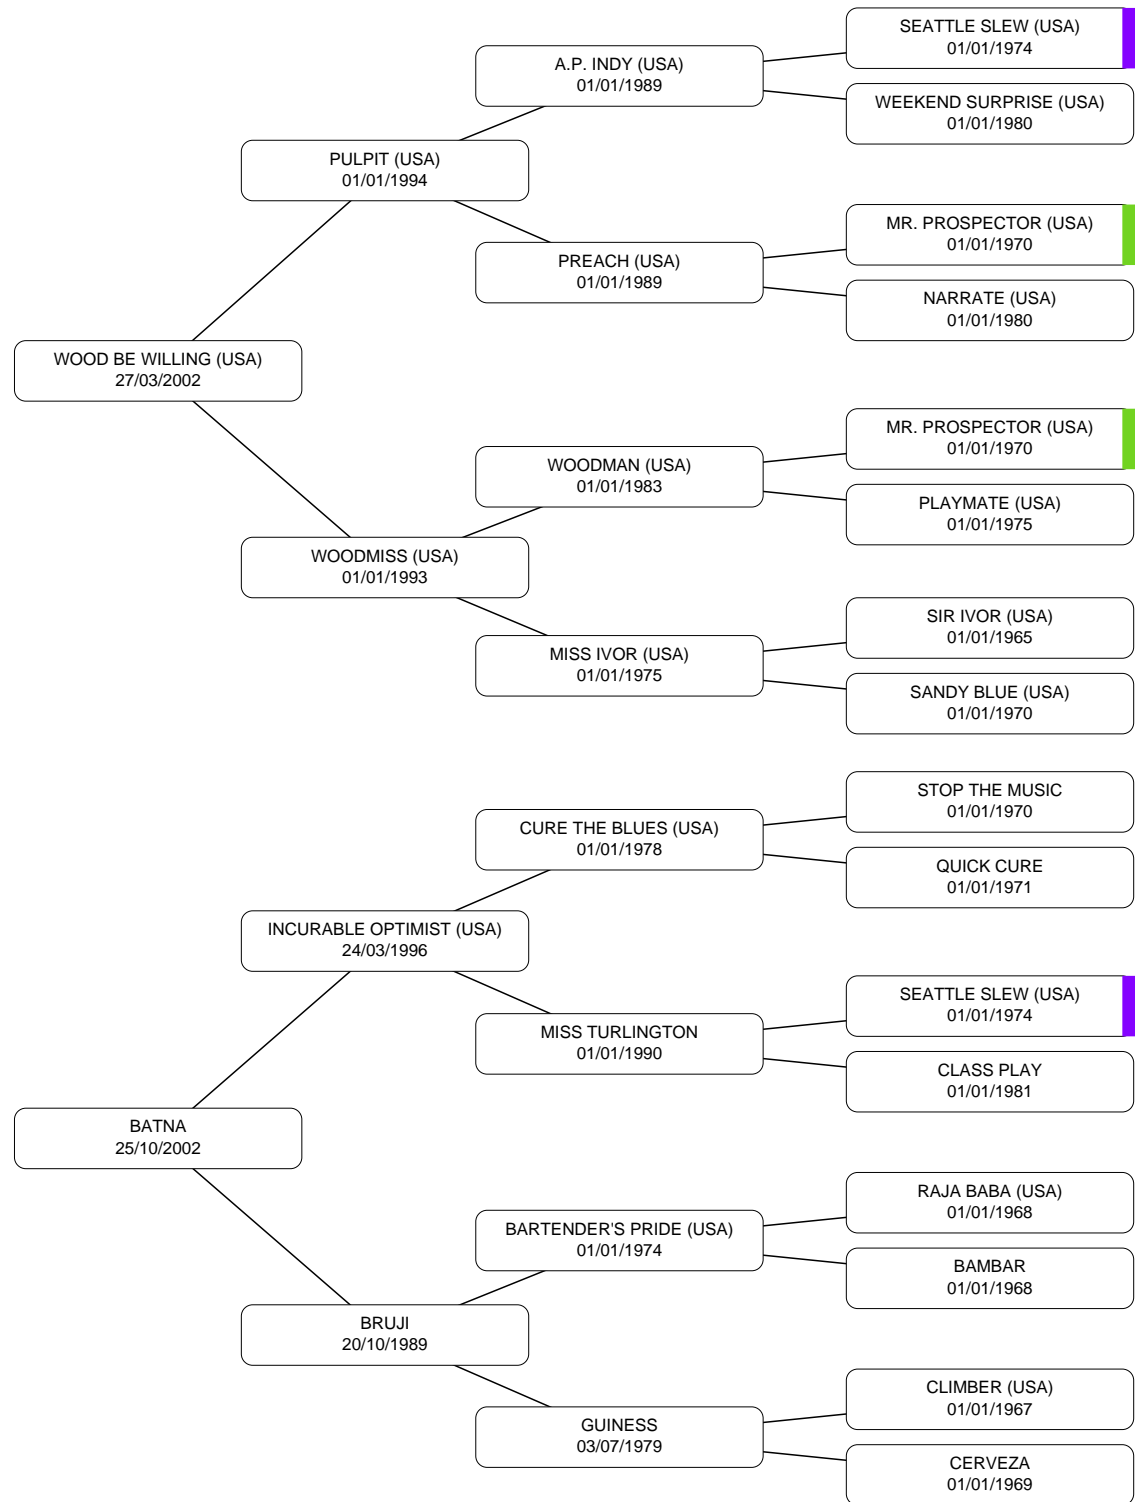 SEATTLE SLEW (USA)
01/01/1974
A.P. INDY (USA)
01/01/1989
WEEKEND SURPRISE (USA)
01/01/1980
PULPIT (USA)
01/01/1994
MR. PROSPECTOR (USA)
01/01/1970
PREACH (USA)
01/01/1989
NARRATE (USA)
01/01/1980
WOOD BE WILLING (USA)
27/03/2002
MR. PROSPECTOR (USA)
01/01/1970
WOODMAN (USA)
01/01/1983
PLAYMATE (USA)
01/01/1975
WOODMISS (USA)
01/01/1993
SIR IVOR (USA)
01/01/1965
MISS IVOR (USA)
01/01/1975
SANDY BLUE (USA)
01/01/1970
STOP THE MUSIC
01/01/1970
CURE THE BLUES (USA)
01/01/1978
QUICK CURE
01/01/1971
INCURABLE OPTIMIST (USA)
24/03/1996
SEATTLE SLEW (USA)
01/01/1974
MISS TURLINGTON
01/01/1990
CLASS PLAY
01/01/1981
BATNA
25/10/2002
RAJA BABA (USA)
01/01/1968
BARTENDER'S PRIDE (USA)
01/01/1974
BAMBAR
01/01/1968
BRUJI
20/10/1989
CLIMBER (USA)
01/01/1967
GUINESS
03/07/1979
CERVEZA
01/01/1969